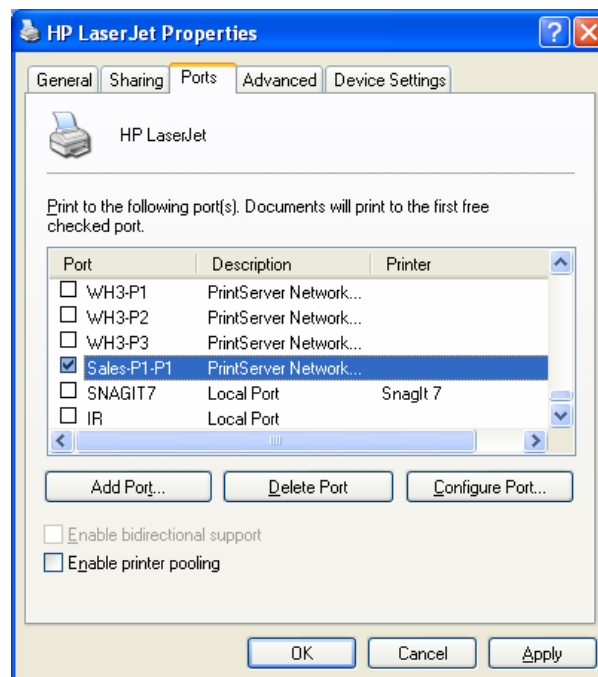 HP LaserJet Properties
General Sharing Ports Advanced Device Settings
HP LaserJet
Print to the following port(s). Documents will print to the first free
checked port.
Port Description Printer
WH3-P1 PrintServer Network...
WH3-P2 PrintServer Network...
WH3-P3 PrintServer Network...
Sales-P1-P1 PrintServer Network...
SNAGIT7 Local Port SnagIt 7
IR Local Port
Add Port... Delete Port Configure Port...
Enable bidirectional support
Enable printer pooling
OK Cancel Apply